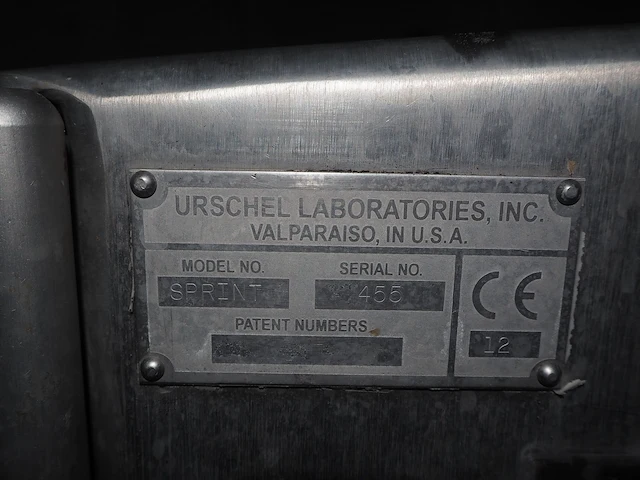 URSCHEL LABORATORIES, INC.
VALPARAISO, IN U.S.A.
MODEL NO. SERIAL NO.
SPRINT 455
CE
PATENT NUMBERS
12